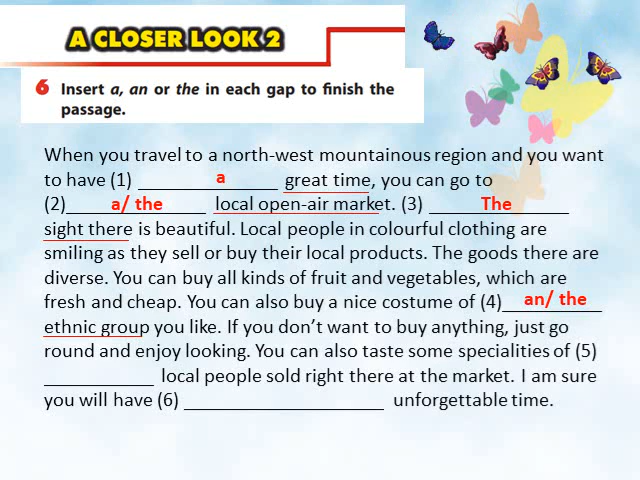 A CLOSER LOOK 2
6 Insert a, an or the in each gap to finish the
passage.
When you travel to a north-west mountainous region and you want
to have (1) ______________ a great time, you can go to
(2)______________ a/ the local open-air market. (3) ______________ The
sight there is beautiful. Local people in colourful clothing are
smiling as they sell or buy their local products. The goods there are
diverse. You can buy all kinds of fruit and vegetables, which are
fresh and cheap. You can also buy a nice costume of (4)__________ an/ the
ethnic group you like. If you don't want to buy anything, just go
round and enjoy looking. You can also taste some specialities of (5)
___________ local people sold right there at the market. I am sure
you will have (6) ____________________ unforgettable time.